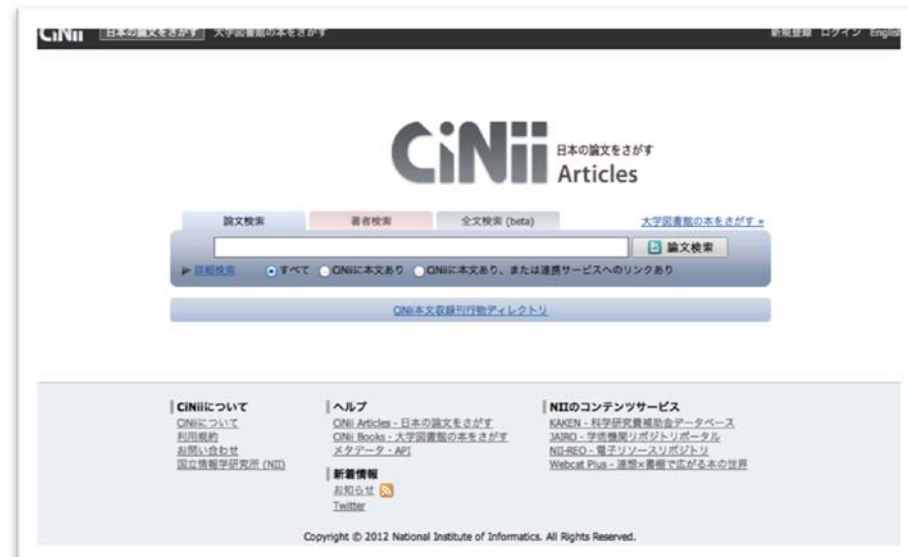 CiNii 日本の論文をさがす 大学図書館の本をさがす 新規登録 ログイン English
CiNii 日本の論文をさがす
Articles
論文検索 著者検索 全文検索 (beta) 大学図書館の本をさがす »
論文検索
詳細検索 すべて CiNiiに本文あり CiNiiに本文あり、または連携サービスへのリンクあり
CiNii本文収録刊行物ディレクトリ
CiNiiについて
CiNiiについて
利用規約
お問い合わせ
国立情報学研究所 (NII)
ヘルプ
CiNii Articles - 日本の論文をさがす
CiNii Books - 大学図書館の本をさがす
メタデータ・API
新着情報
お知らせ
Twitter
NIIのコンテンツサービス
KAKEN - 科学研究費補助金データベース
JAIRO - 学術機関リポジトリポータル
NII-REO - 電子リソースリポジトリ
Webcat Plus - 連想×書棚で広がる本の世界
Copyright © 2012 National Institute of Informatics. All Rights Reserved.